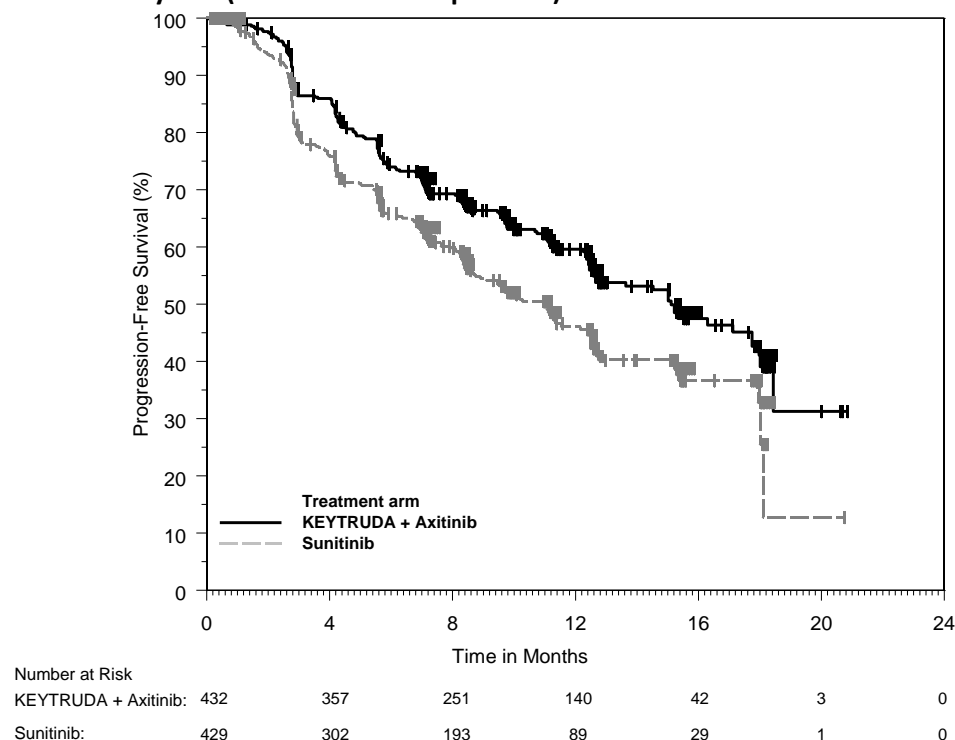 100
90
80
70
60
50
40
30
20
10
0
Progression-Free Survival (%)
Treatment arm
KEYTRUDA + Axitinib
Sunitinib
0 4 8 12 16 20 24
Time in Months
Number at Risk
KEYTRUDA + Axitinib: 432 357 251 140 42 3 0
Sunitinib: 429 302 193 89 29 1 0